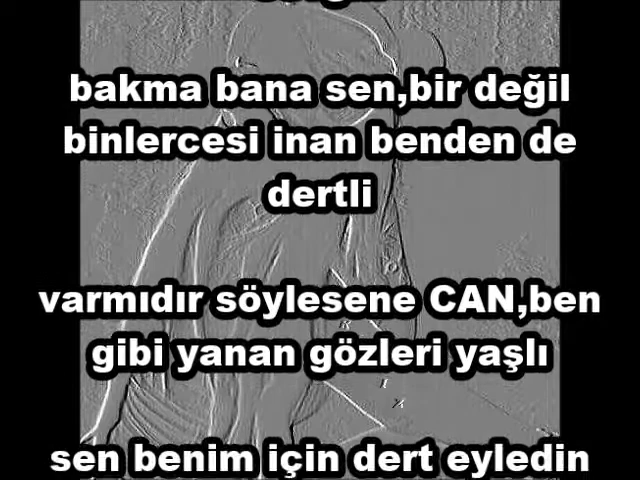 bakma bana sen,bir değil
binlercesi inan benden de
dertli
varmıdır söylesene CAN,ben
gibi yanan gözleri yaşlı
sen benim için dert eyledin